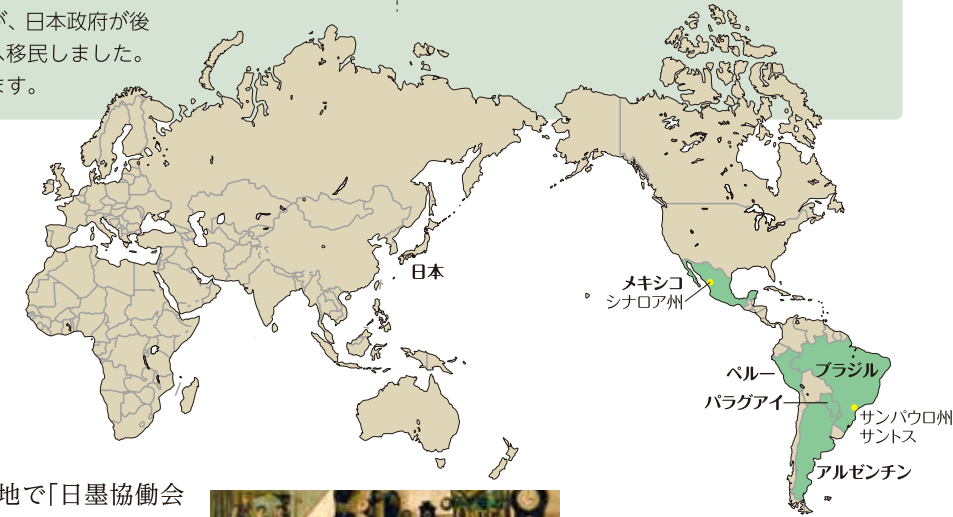 が、日本政府が後
へ移民しました。
ます。
日本
メキシコ
シナロア州
ペルー
ブラジル
パラグアイ
サンパウロ州
サントス
アルゼンチン
地で「日墨協働会